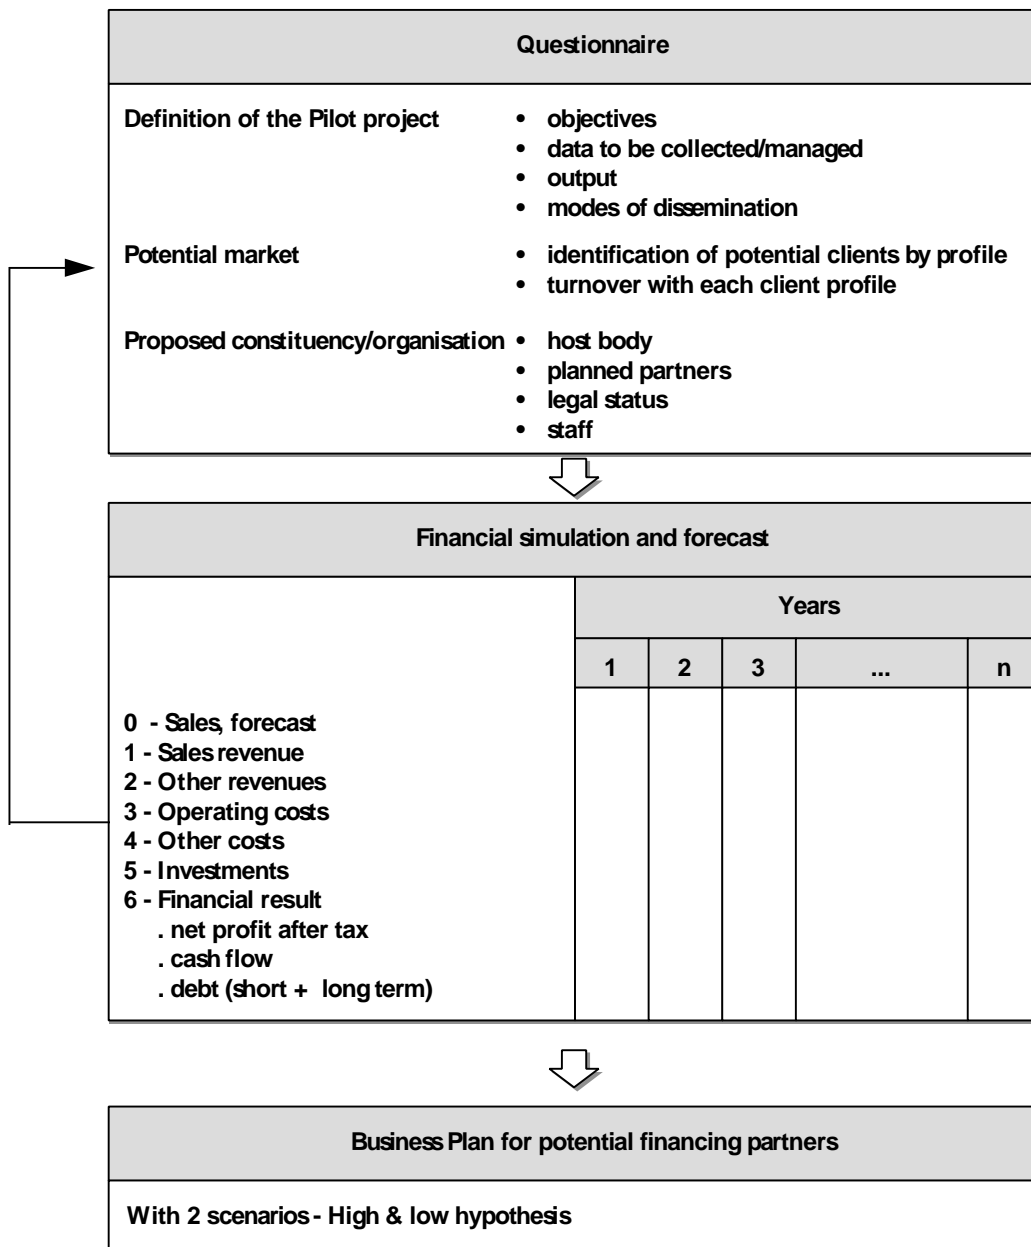 Questionnaire
Definition of the Pilot project • objectives
• data to be collected/managed
• output
• modes of dissemination
Potential market • identification of potential clients by profile
• turnover with each client profile
Proposed constituency/organisation • host body
• planned partners
• legal status
• staff
Financial simulation and forecast
Years
1 2 3 ... n
0 - Sales, forecast
1 - Sales revenue
2 - Other revenues
3 - Operating costs
4 - Other costs
5 - Investments
6 - Financial result
. net profit after tax
. cash flow
. debt (short + long term)
Business Plan for potential financing partners
With 2 scenarios - High & low hypothesis